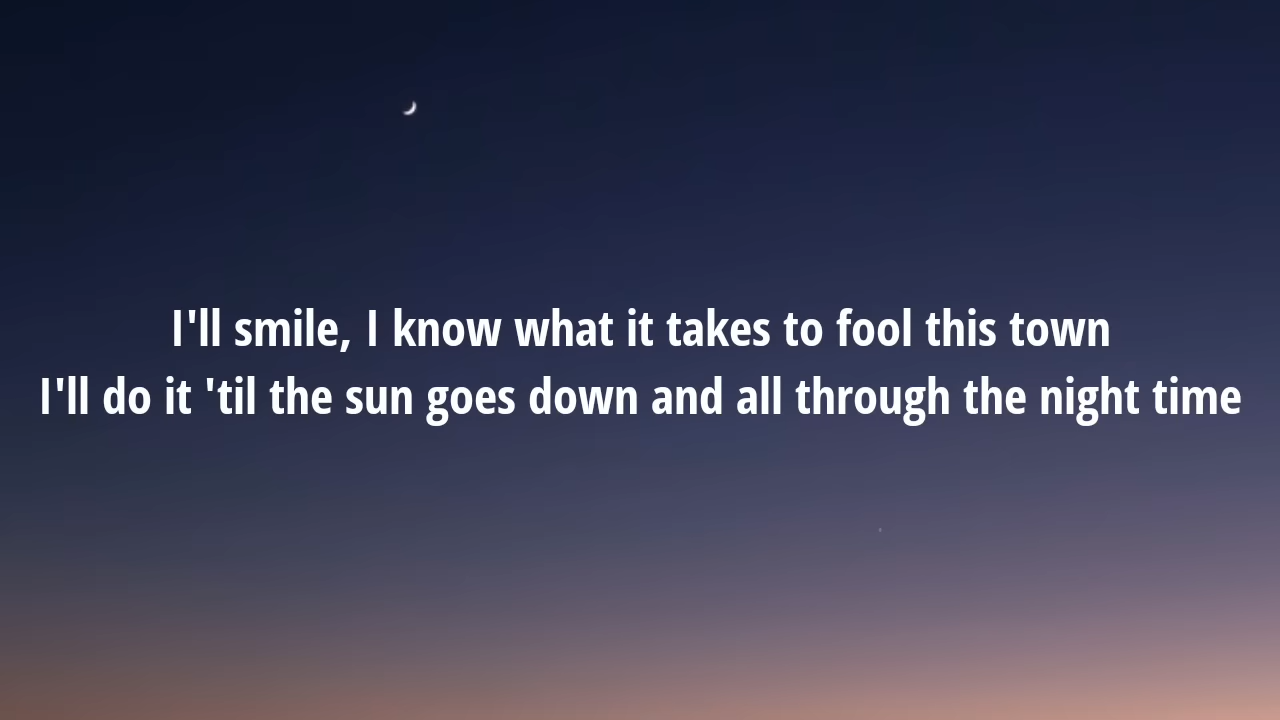 I'll smile, I know what it takes to fool this town
I'll do it 'til the sun goes down and all through the night time